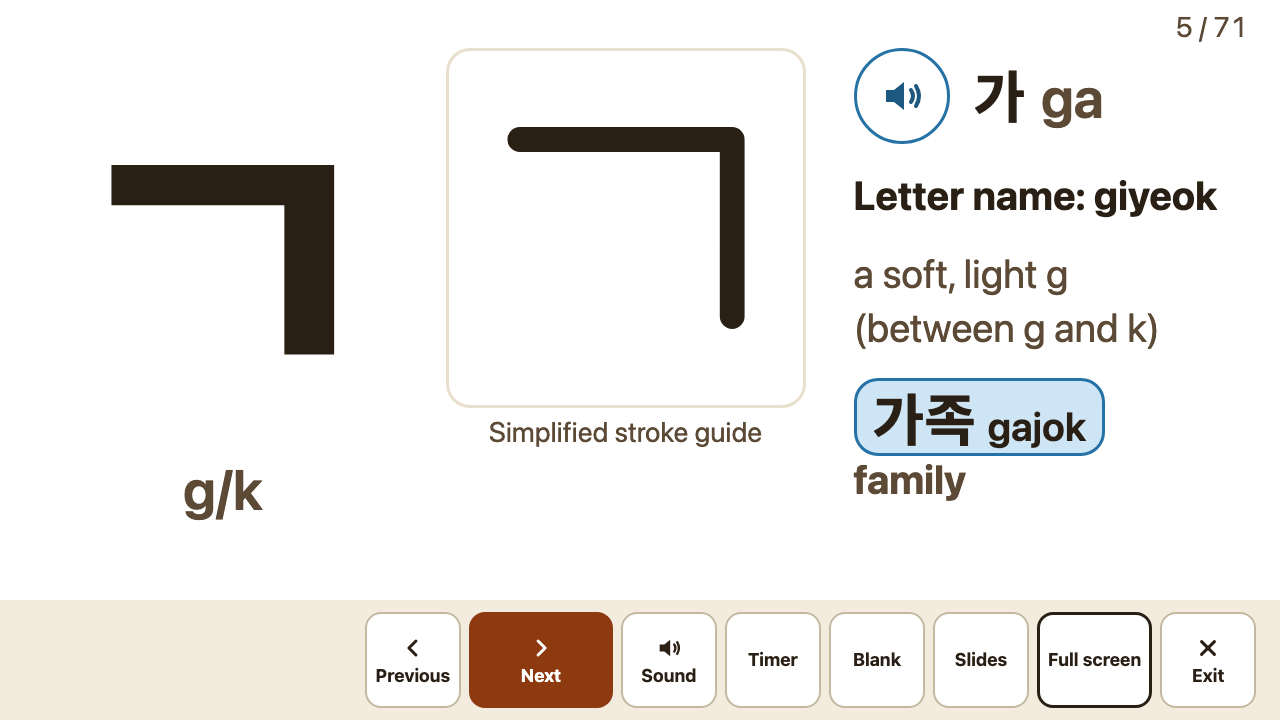 5 / 71
ㄱ
g/k
Simplified stroke guide
가 ga
Letter name: giyeok
a soft, light g
(between g and k)
가족 gajok
family
Previous
Next
Sound
Timer
Blank
Slides
Full screen
Exit